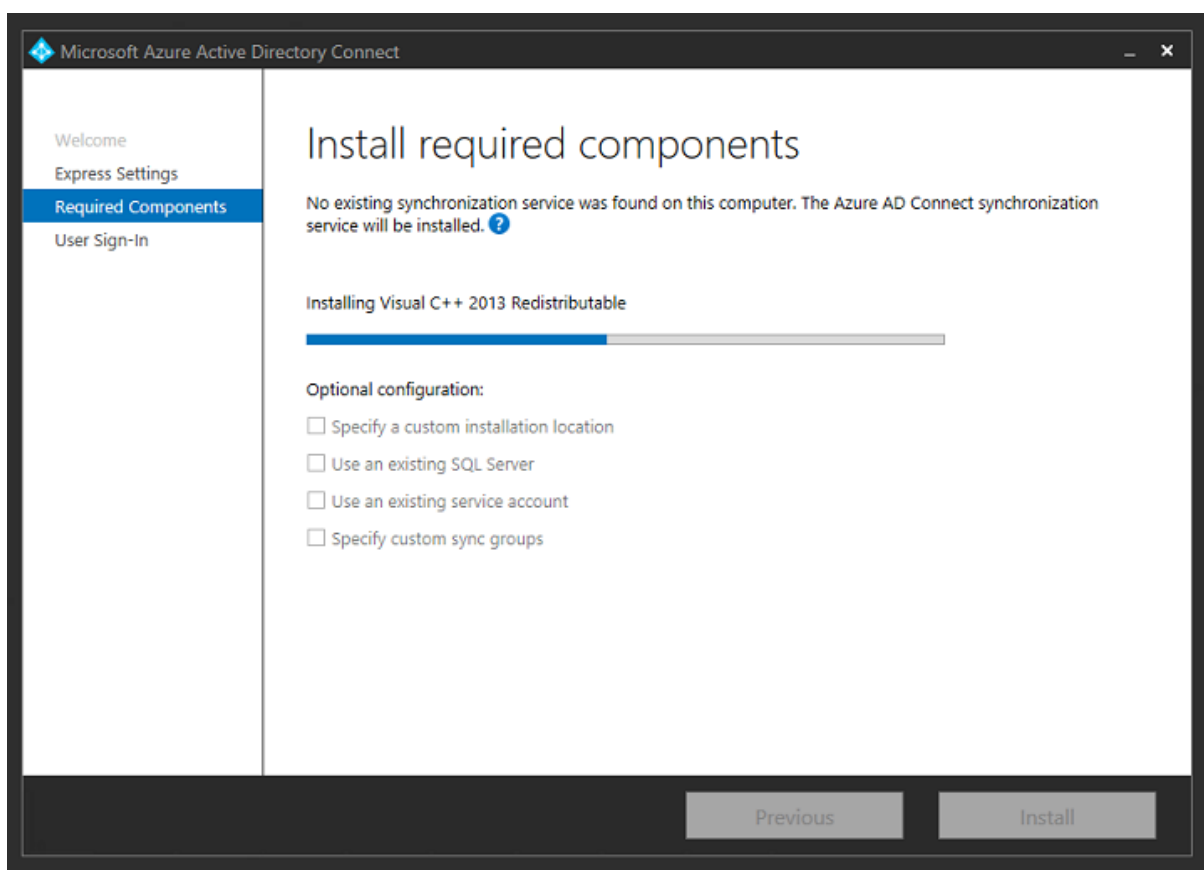 Microsoft Azure Active Directory Connect
Welcome
Express Settings
Required Components
User Sign-In
Install required components
No existing synchronization service was found on this computer. The Azure AD Connect synchronization
service will be installed. ?
Installing Visual C++ 2013 Redistributable
Optional configuration:
Specify a custom installation location
Use an existing SQL Server
Use an existing service account
Specify custom sync groups
Previous
Install